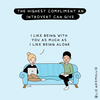 THE HIGHEST COMPLIMENT AN
INTROVERT CAN GIVE
I LIKE BEING WITH
YOU AS MUCH AS
I LIKE BEING ALONE